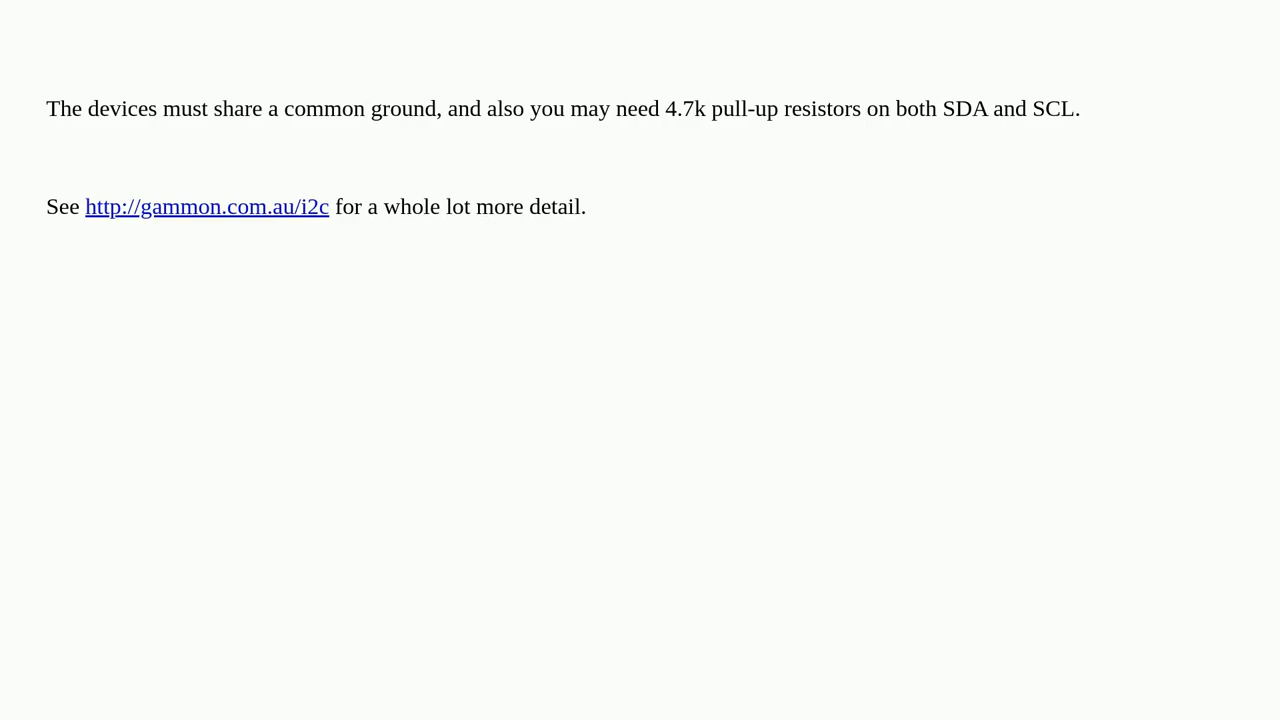 The devices must share a common ground, and also you may need 4.7k pull-up resistors on both SDA and SCL.
See http://gammon.com.au/i2c for a whole lot more detail.